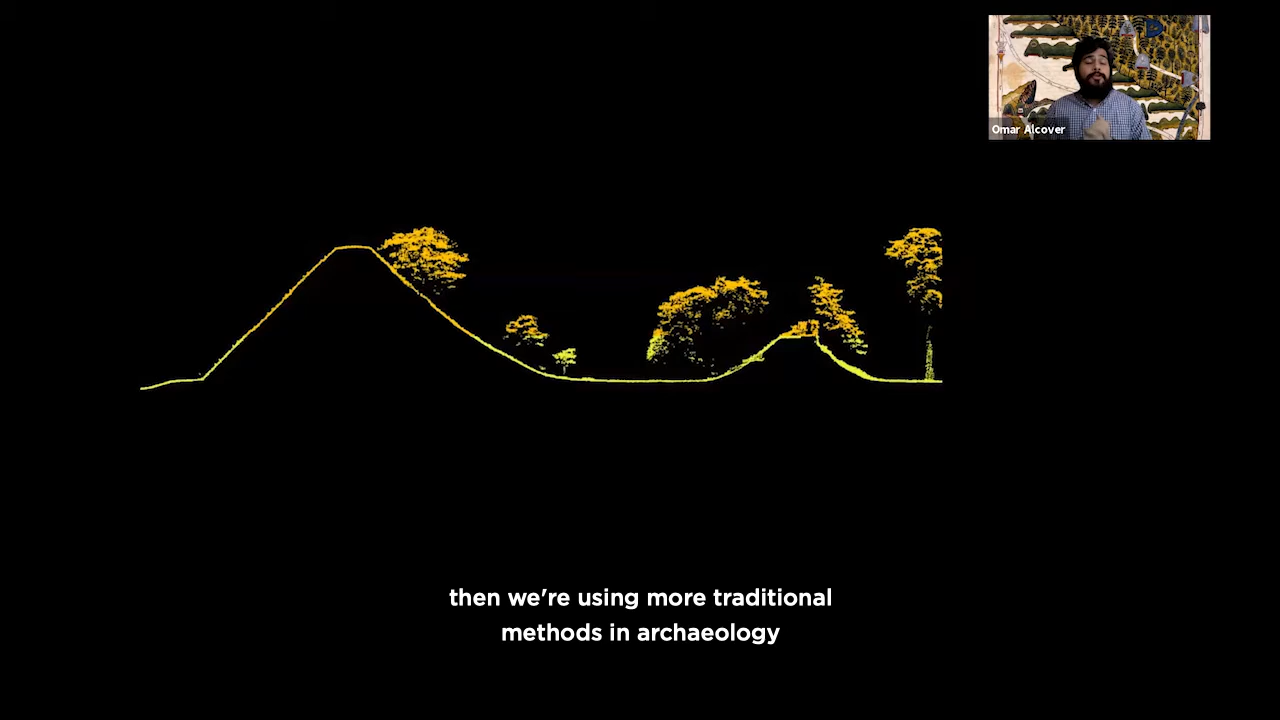 Omar Alcover
then we're using more traditional
methods in archaeology